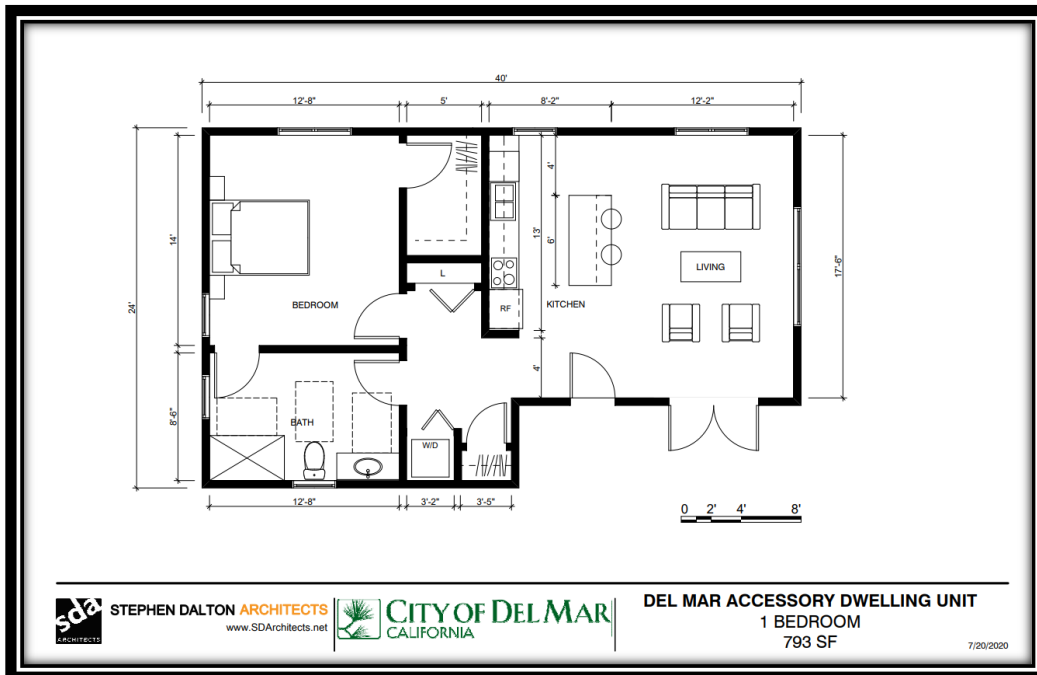 40'
12'-8"
5'
8'-2"
12'-2"
24'
14'
8'-6"
4'
13'
6'
4'
17'-6"
L
RF
BEDROOM
KITCHEN
LIVING
BATH
W/D
12'-8"
3'-2"
3'-5"
0 2' 4' 8'
sda
ARCHITECTS
STEPHEN DALTON ARCHITECTS
www.SDArchitects.net
CITY OF DEL MAR
CALIFORNIA
DEL MAR ACCESSORY DWELLING UNIT
1 BEDROOM
793 SF
7/20/2020